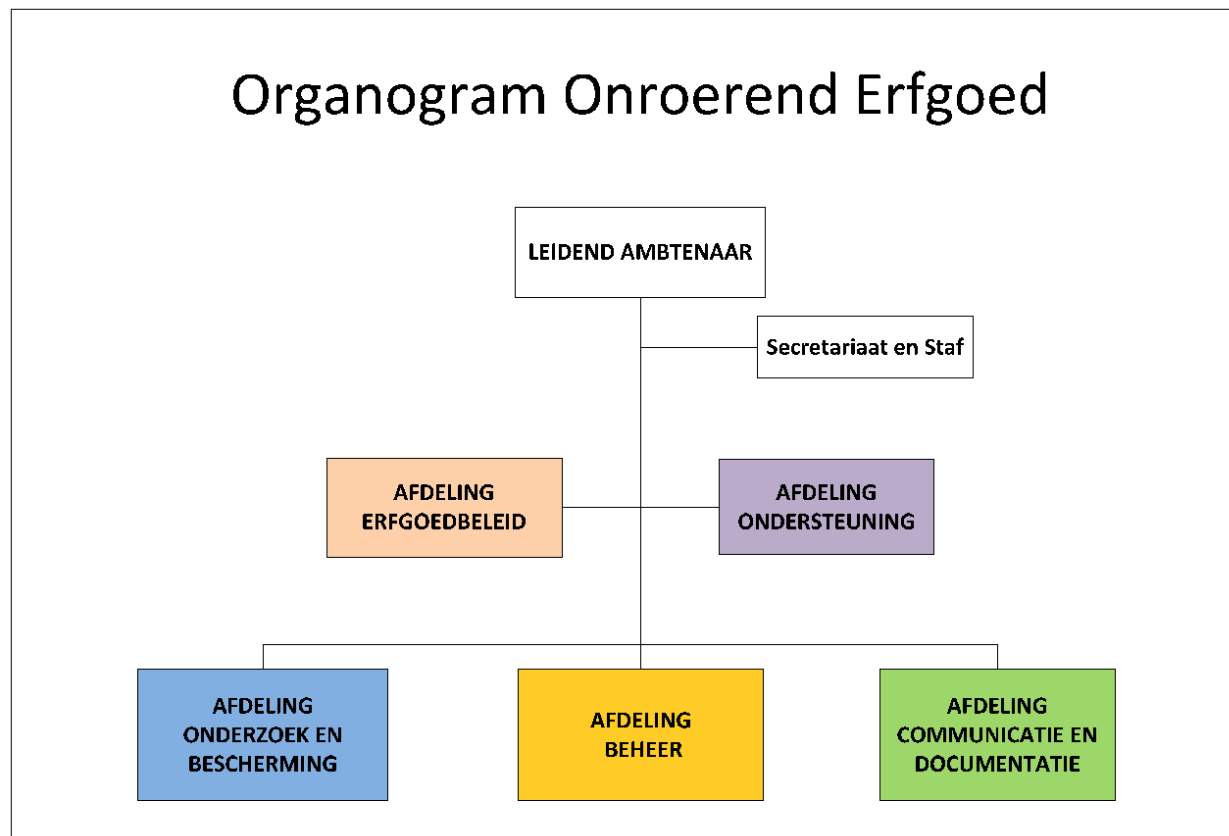 Organogram Onroerend Erfgoed
LEIDEND AMBTENAAR
Secretariaat en Staf
AFDELING
ERFGOEDBELEID
AFDELING
ONDERSTEUNING
AFDELING
ONDERZOEK EN
BESCHERMING
AFDELING
BEHEER
AFDELING
COMMUNICATIE EN
DOCUMENTATIE